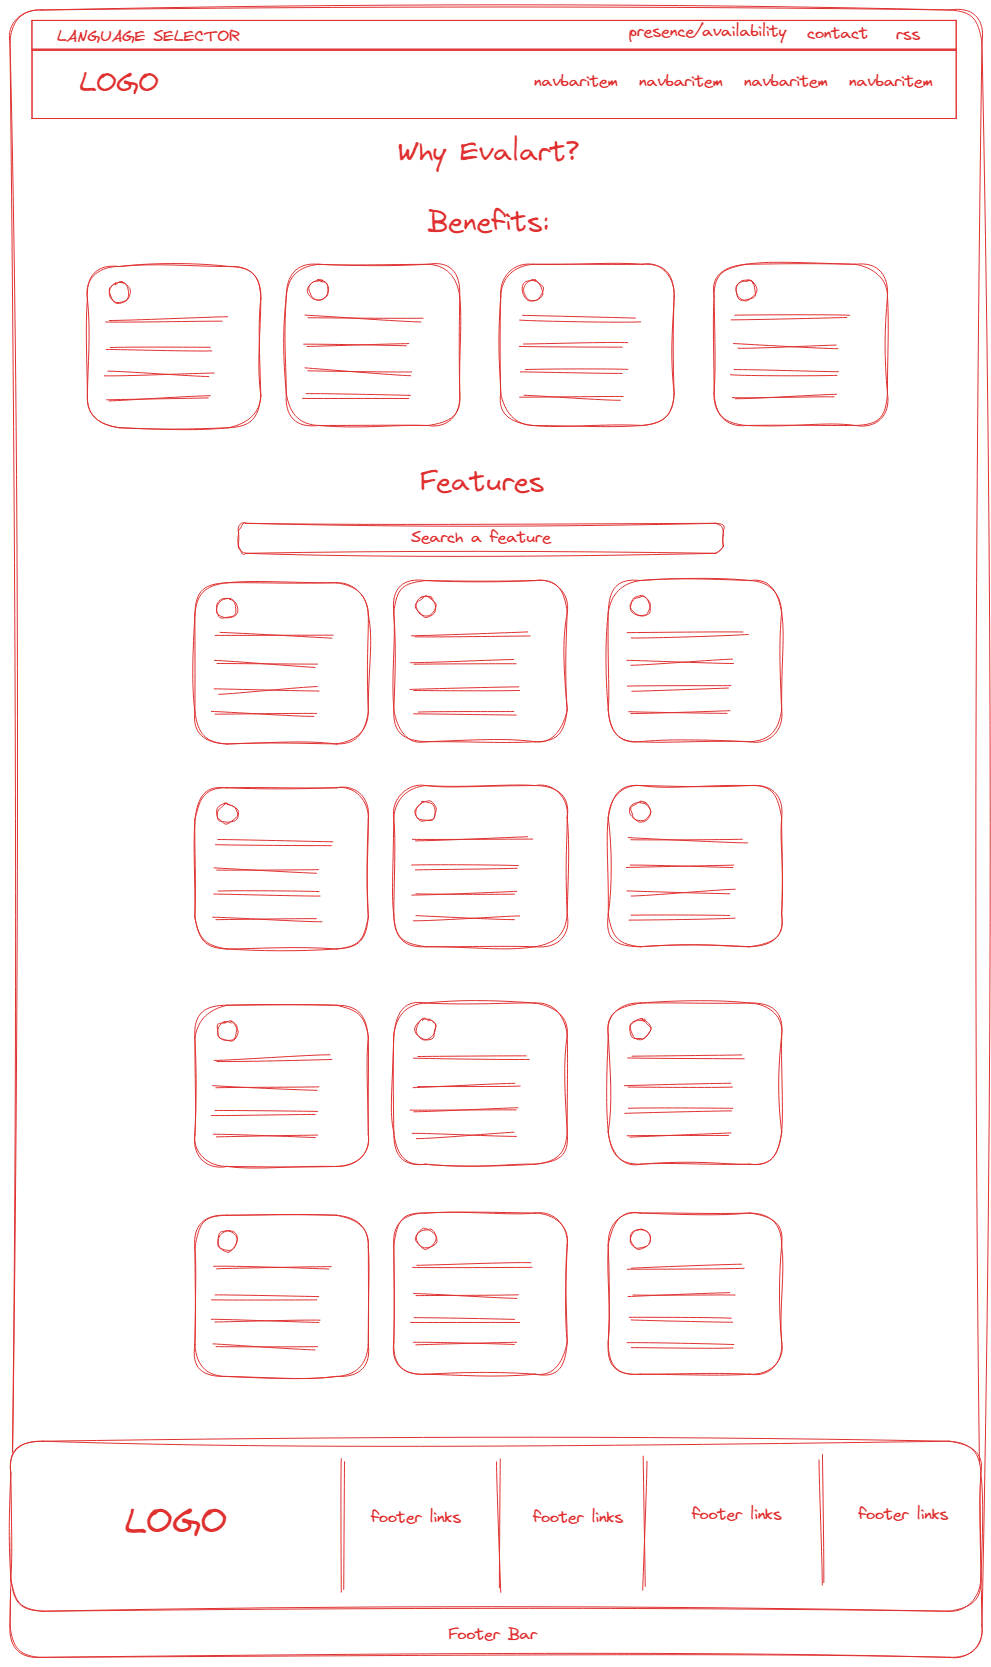 LANGUAGE SELECTOR presence/availability contact rss
LOGO navbaritem navbaritem navbaritem navbaritem
Why Evalart?
Benefits:
Features
Search a feature
LOGO footer links footer links footer links footer links
Footer Bar